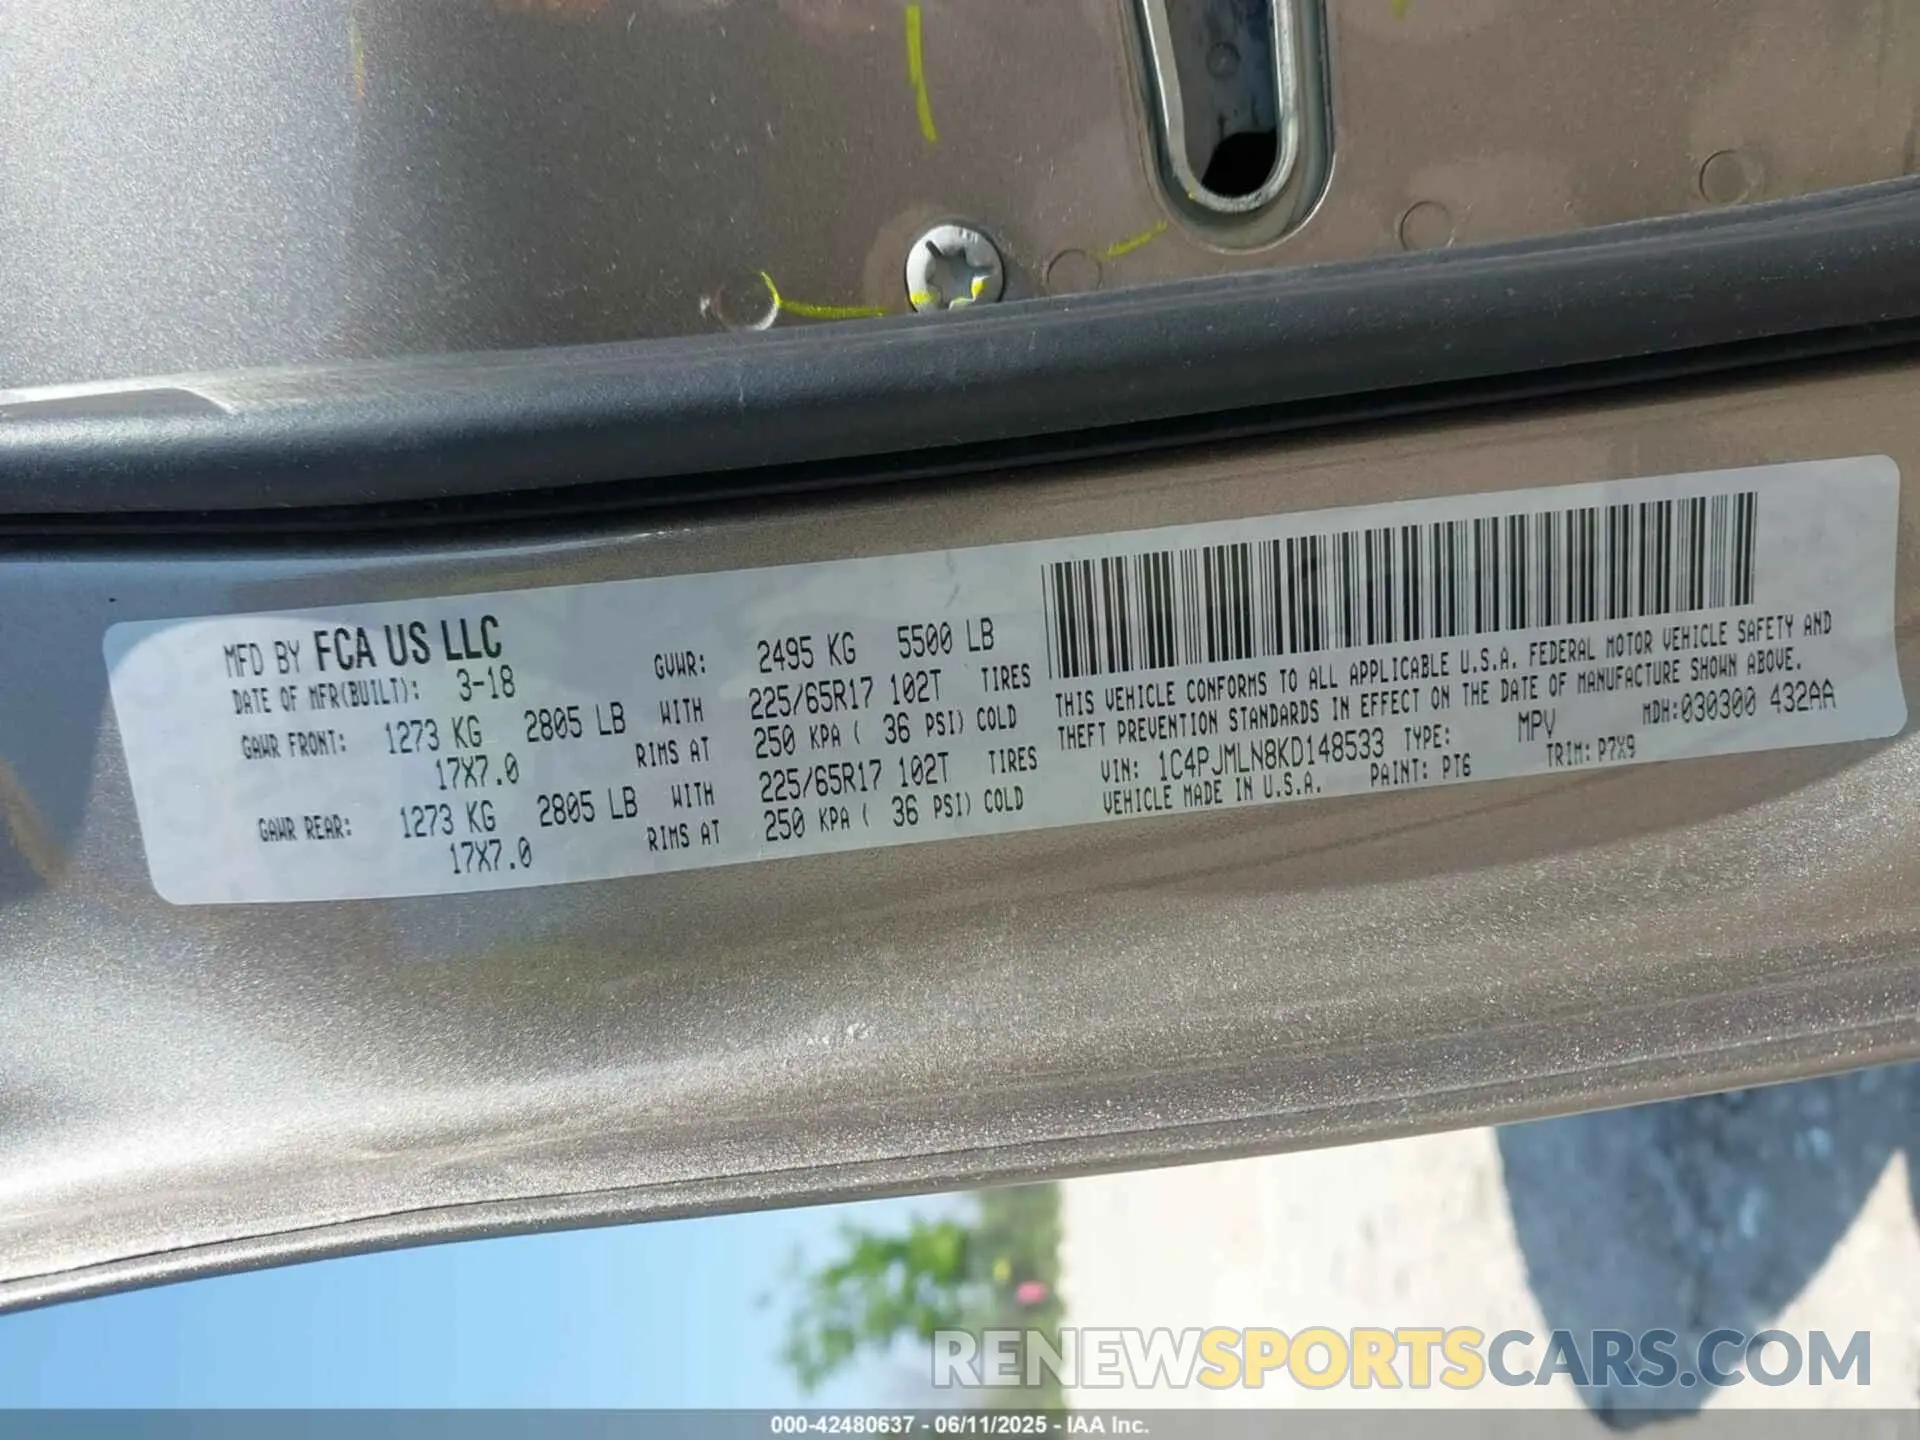 MFD BY FCA US LLC
DATE OF MFR(BUILT): 3-18
GVWR: 2495 KG 5500 LB
GAWR FRONT: 1273 KG 2805 LB WITH 225/65R17 102T TIRES
17X7.0 RIMS AT 250 KPA ( 36 PSI) COLD
GAWR REAR: 1273 KG 2805 LB WITH 225/65R17 102T TIRES
17X7.0 RIMS AT 250 KPA ( 36 PSI) COLD
THIS VEHICLE CONFORMS TO ALL APPLICABLE U.S.A. FEDERAL MOTOR VEHICLE SAFETY AND
THEFT PREVENTION STANDARDS IN EFFECT ON THE DATE OF MANUFACTURE SHOWN ABOVE.
VIN: 1C4PJMLN8KD148533 TYPE: MPV MDH:030300 432AA
VEHICLE MADE IN U.S.A. PAINT: PT6 TRIM: P7X9
RENEWSPORTSCARS.COM
000-42480637 - 06/11/2025 - IAA Inc.